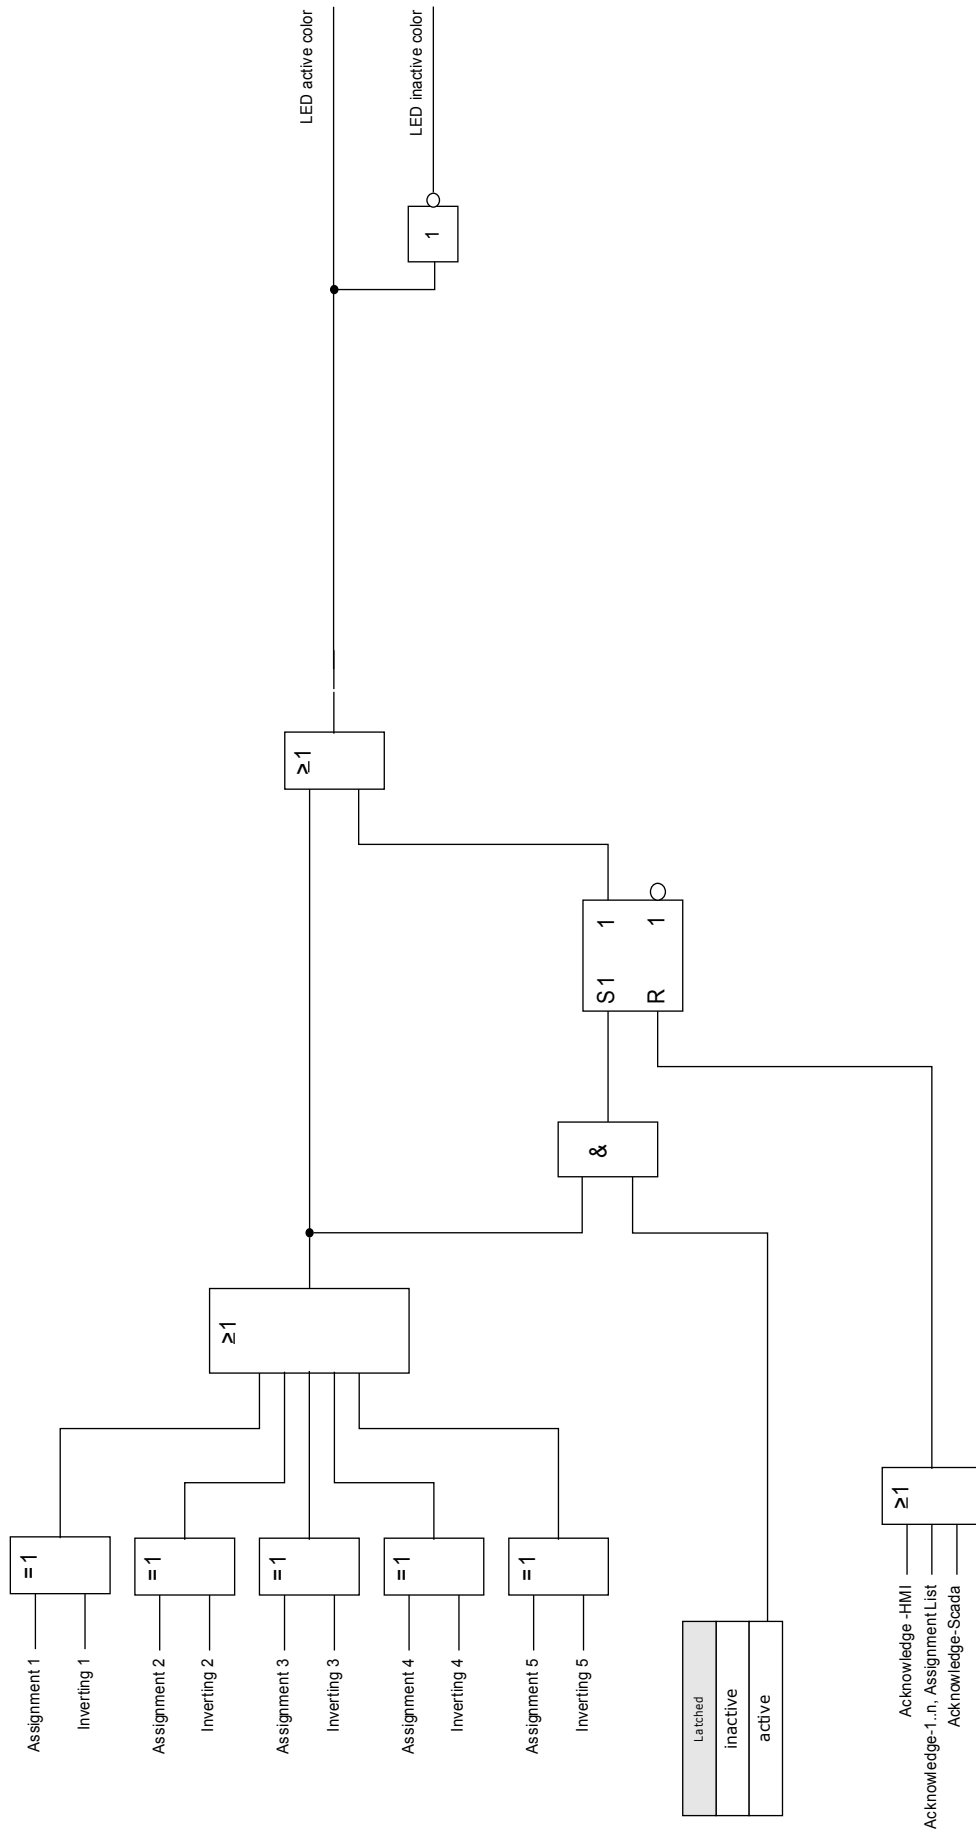 Assignment 1
Inverting 1
Assignment 2
Inverting 2
Assignment 3
Inverting 3
Assignment 4
Inverting 4
Assignment 5
Inverting 5
=1
=1
=1
=1
=1
≥1
Latched
inactive
active
&
S1 1
R 1
Acknowledge -HMI
Acknowledge-1..n, Assignment List
Acknowledge-Scada
≥1
≥1
1
LED active color
LED inactive color